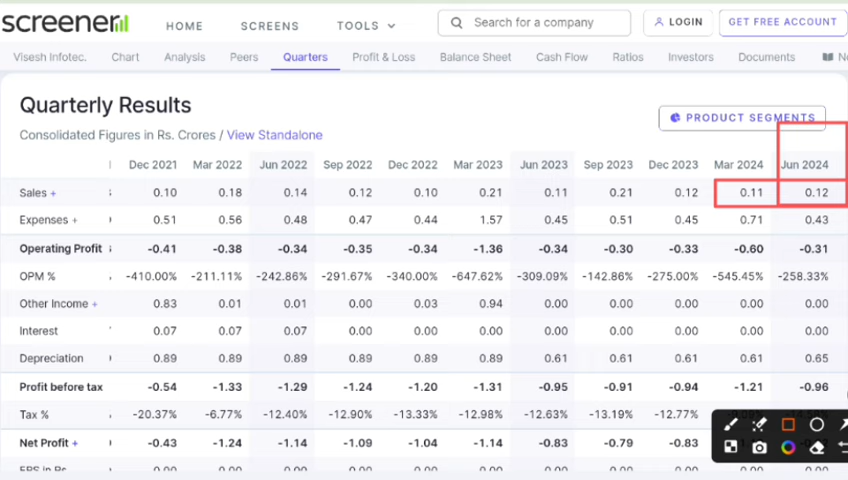 screener
HOME
SCREENS
TOOLS
Search for a company
LOGIN
GET FREE ACCOUNT
Visesh Infotec. Chart Analysis Peers Quarters Profit & Loss Balance Sheet Cash Flow Ratios Investors Documents
Quarterly Results
PRODUCT SEGMENTS
Consolidated Figures in Rs. Crores / View Standalone
Dec 2021 Mar 2022 Jun 2022 Sep 2022 Dec 2022 Mar 2023 Jun 2023 Sep 2023 Dec 2023 Mar 2024 Jun 2024
Sales + 0.10 0.18 0.14 0.12 0.10 0.21 0.11 0.21 0.12 0.11 0.12
Expenses + 0.51 0.56 0.48 0.47 0.44 1.57 0.45 0.51 0.45 0.71 0.43
Operating Profit -0.41 -0.38 -0.34 -0.35 -0.34 -1.36 -0.34 -0.30 -0.33 -0.60 -0.31
OPM % -410.00% -211.11% -242.86% -291.67% -340.00% -647.62% -309.09% -142.86% -275.00% -545.45% -258.33%
Other Income + 0.83 0.01 0.01 0.00 0.03 0.94 0.00 0.00 0.00 0.00 0.00
Interest 0.07 0.07 0.07 0.00 0.00 0.00 0.00 0.00 0.00 0.00 0.00
Depreciation 0.89 0.89 0.89 0.89 0.89 0.89 0.61 0.61 0.61 0.61 0.65
Profit before tax -0.54 -1.33 -1.29 -1.24 -1.20 -1.31 -0.95 -0.91 -0.94 -1.21 -0.96
Tax % -20.37% -6.77% -12.40% -12.90% -13.33% -12.98% -12.63% -13.19% -12.77%
Net Profit + -0.43 -1.24 -1.14 -1.09 -1.04 -1.14 -0.83 -0.79 -0.83